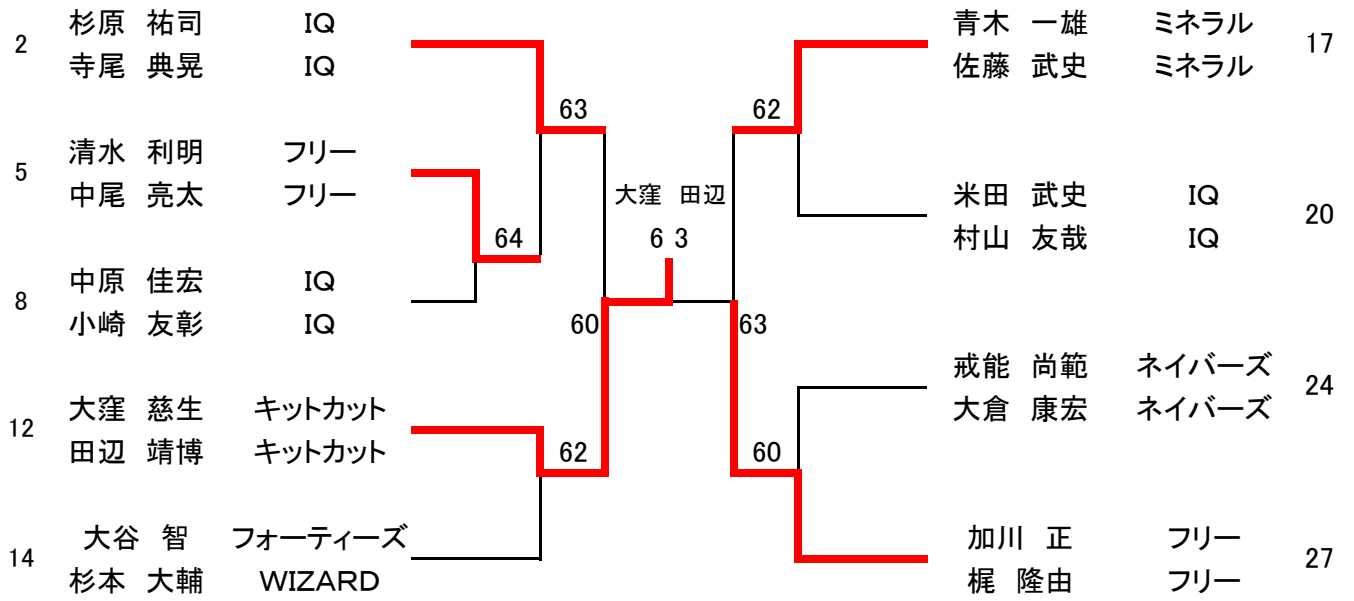 2
杉原 祐司 IQ
寺尾 典晃 IQ
5
清水 利明 フリー
中尾 亮太 フリー
8
中原 佳宏 IQ
小崎 友彰 IQ
12
大窪 慈生 キットカット
田辺 靖博 キットカット
14
大谷 智 フォーティーズ
杉本 大輔 WIZARD
63
64
60
62
大窪 田辺
6 3
62
63
60
青木 一雄 ミネラル
佐藤 武史 ミネラル
17
米田 武史 IQ
村山 友哉 IQ
20
戒能 尚範 ネイバーズ
大倉 康宏 ネイバーズ
24
加川 正 フリー
梶 隆由 フリー
27